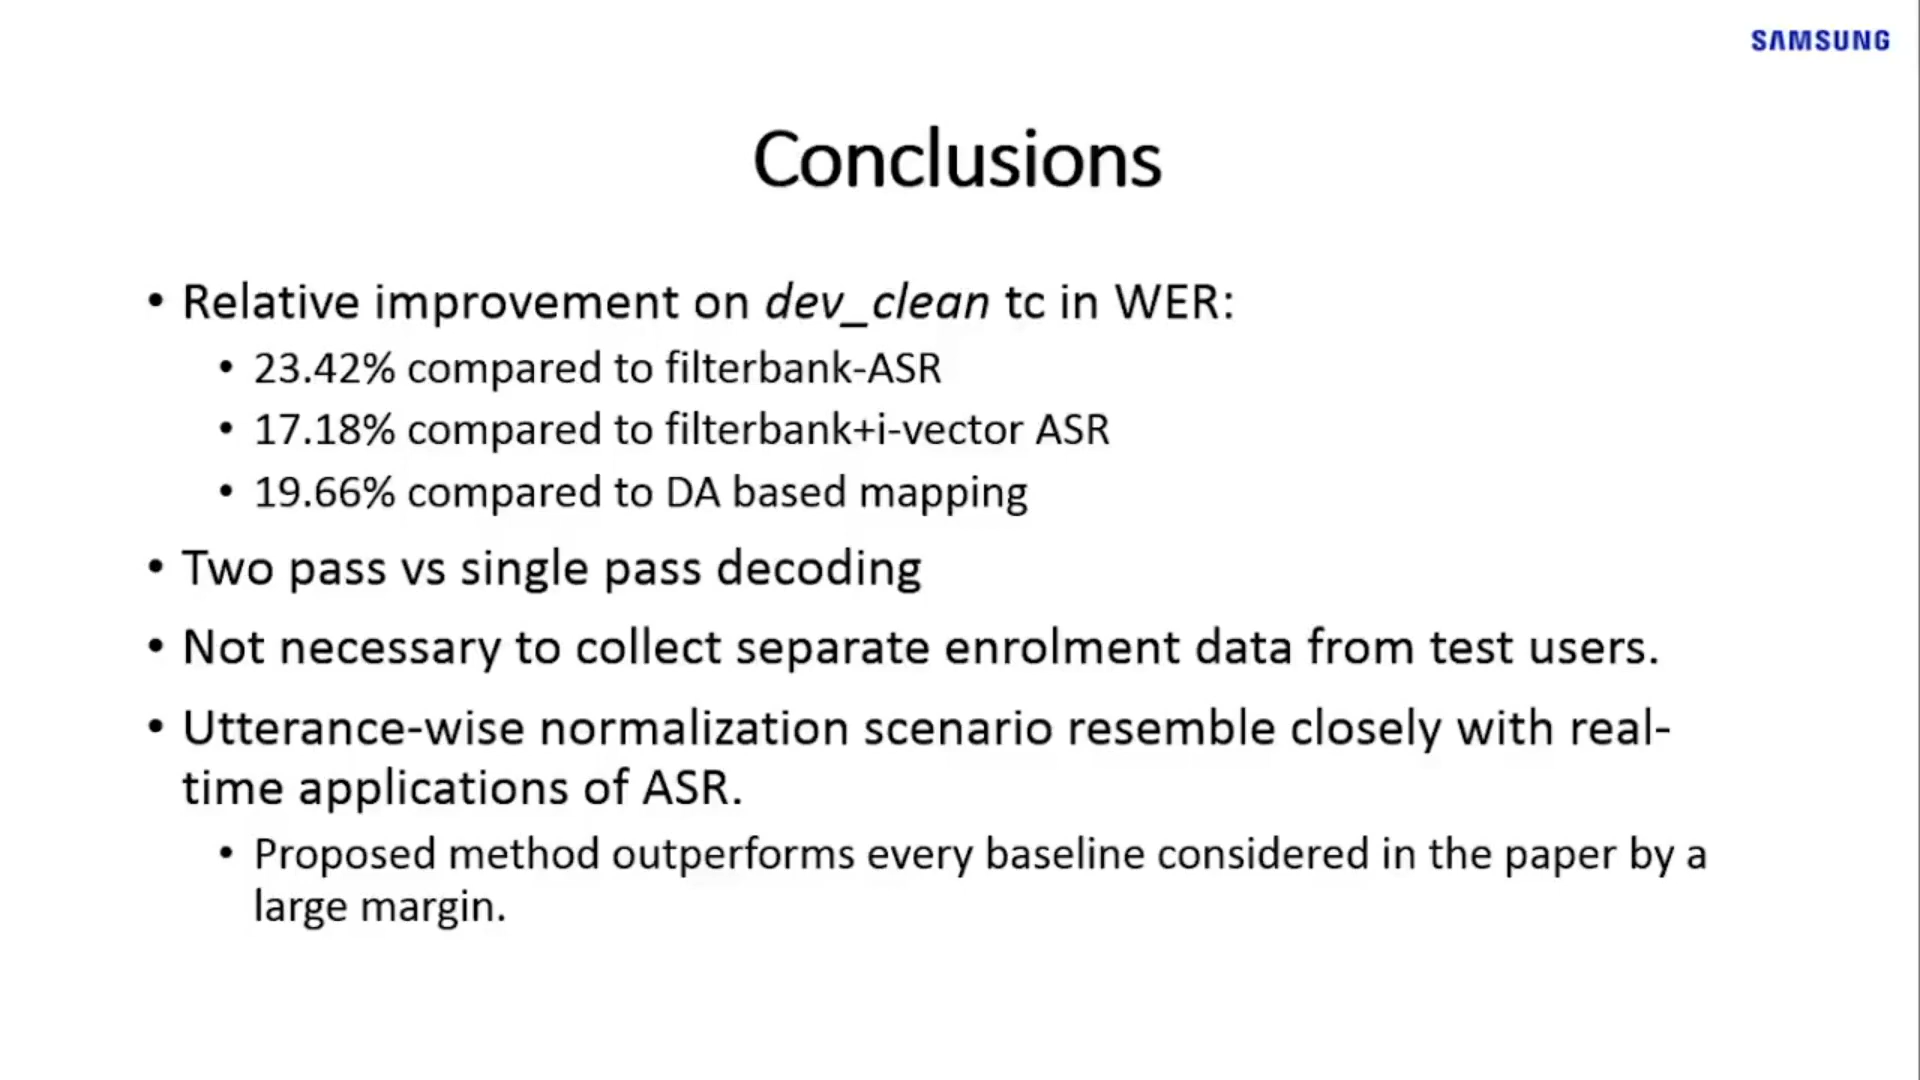 SAMSUNG
Conclusions
• Relative improvement on dev_clean tc in WER:
• 23.42% compared to filterbank-ASR
• 17.18% compared to filterbank+i-vector ASR
• 19.66% compared to DA based mapping
• Two pass vs single pass decoding
• Not necessary to collect separate enrolment data from test users.
• Utterance-wise normalization scenario resemble closely with real-
time applications of ASR.
• Proposed method outperforms every baseline considered in the paper by a
large margin.